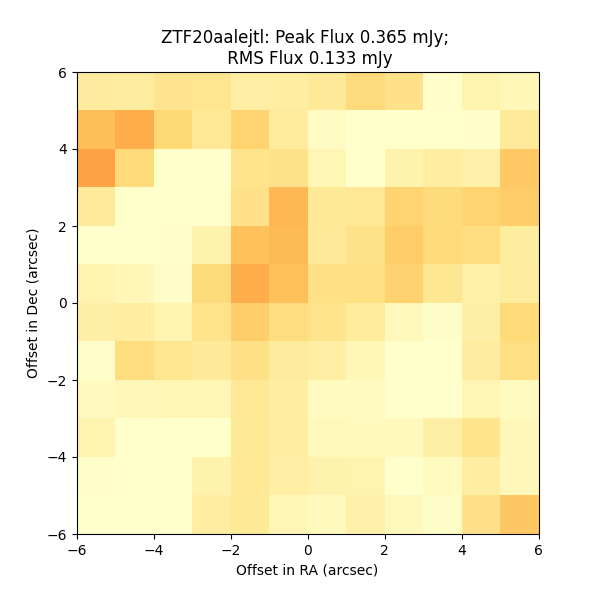 ZTF20aalejtl: Peak Flux 0.365 mJy;
RMS Flux 0.133 mJy
6
4
2
0
−2
−4
−6
Offset in Dec (arcsec)
−6 −4 −2 0 2 4 6
Offset in RA (arcsec)